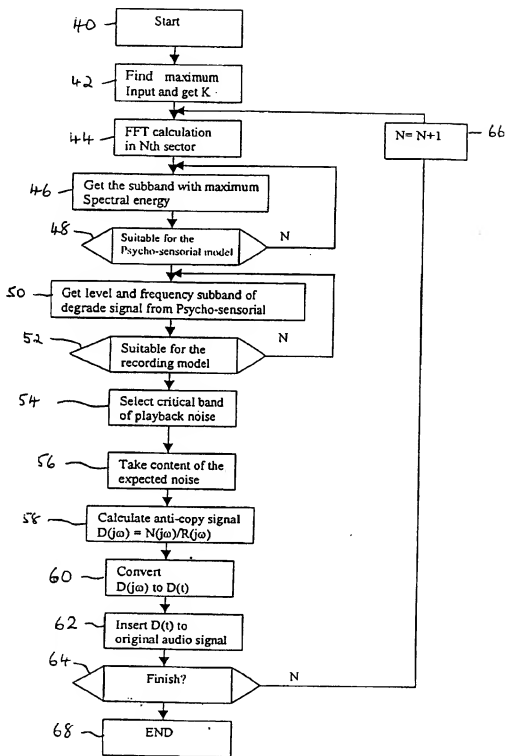 40
Start
42
Find maximum
Input and get K
44
FFT calculation
in Nth sector
N= N+1
66
46
Get the subband with maximum
Spectral energy
48
Suitable for the
Psycho-sensorial model
N
50
Get level and frequency subband of
degrade signal from Psycho-sensorial
52
Suitable for the
recording model
N
54
Select critical band
of playback noise
56
Take content of the
expected noise
58
Calculate anti-copy signal
D(jω) = N(jω)/R(jω)
60
Convert
D(jω) to D(t)
62
Insert D(t) to
original audio signal
64
Finish?
N
68
END